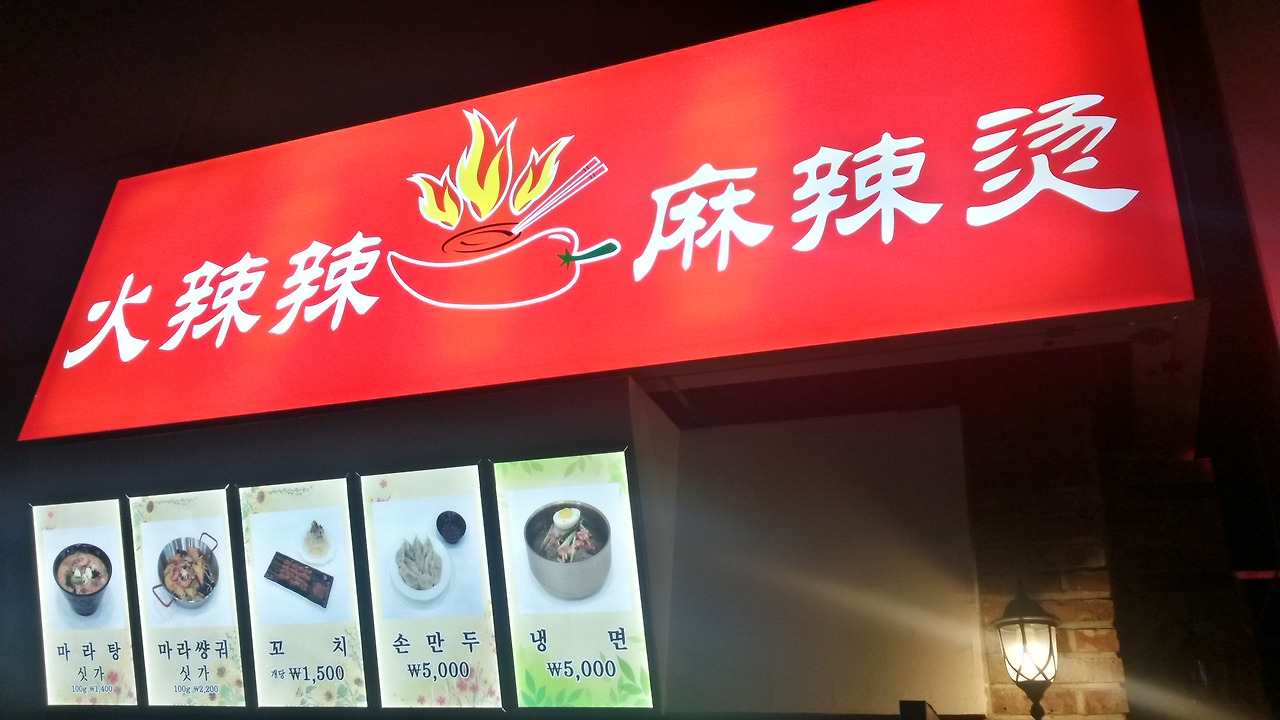 火辣辣 麻辣烫
마라탕
싯가
100g ₩1,400
마라썅궈
싯가
100g ₩2,200
꼬치
개당 ₩1,500
손만두
₩5,000
냉면
₩5,000